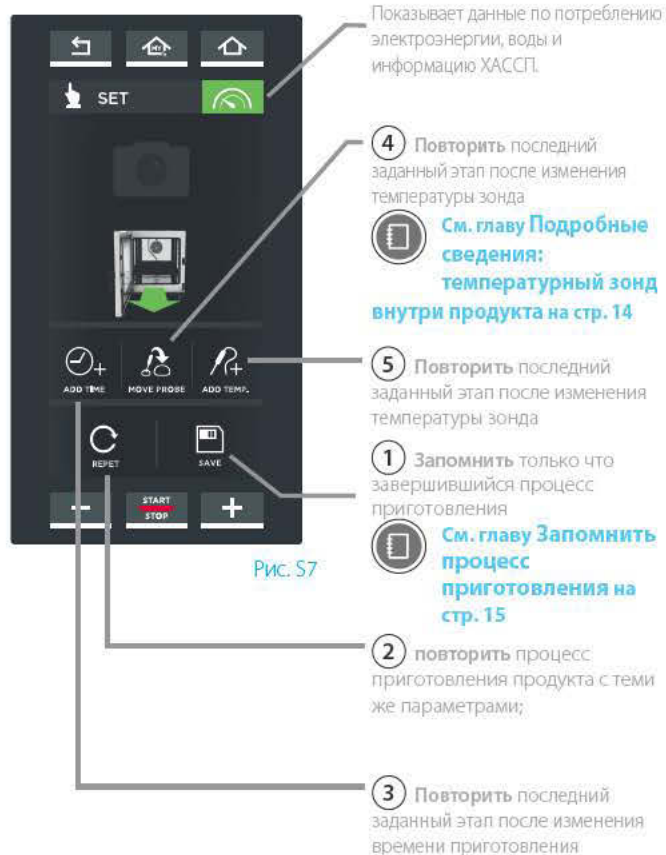 Показывает данные по потреблению
электроэнергии, воды и
информацию ХАССП.
MY
SET
4 Повторить последний
заданный этап после изменения
температуры зонда
См. главу Подробные
сведения:
температурный зонд
внутри продукта на стр. 14
ADD TIME
MOVE PROBE
ADD TEMP.
5 Повторить последний
заданный этап после изменения
температуры зонда
REPET
SAVE
1 Запомнить только что
завершившийся процесс
приготовления
- START STOP +
См. главу Запомнить
процесс
приготовления на
стр. 15
Рис. S7
2 повторить процесс
приготовления продукта с теми
же параметрами;
3 Повторить последний
заданный этап после изменения
времени приготовления